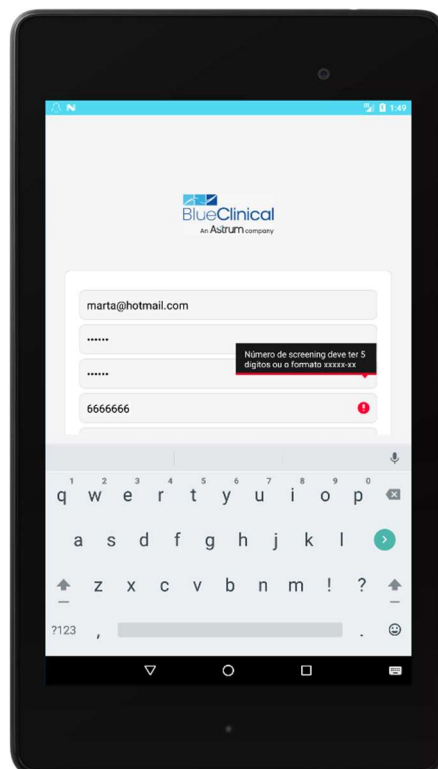 1:49
BlueClinical
An Astrum company
marta@hotmail.com
••••••
Número de screening deve ter 5
dígitos ou o formato xxxxx-xx
••••••
6666666
1 2 3 4 5 6 7 8 9 0
q w e r t y u i o p
a s d f g h j k l
z x c v b n m ! ?
?123 , .